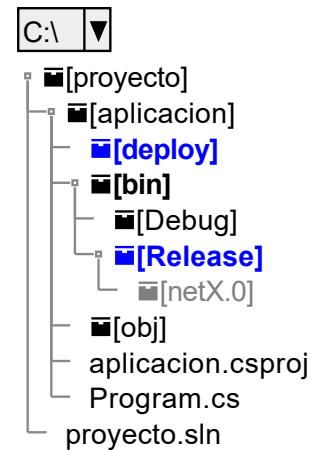 C:\
[proyecto]
[aplicacion]
[deploy]
[bin]
[Debug]
[Release]
[netX.0]
[obj]
aplicacion.csproj
Program.cs
proyecto.sln